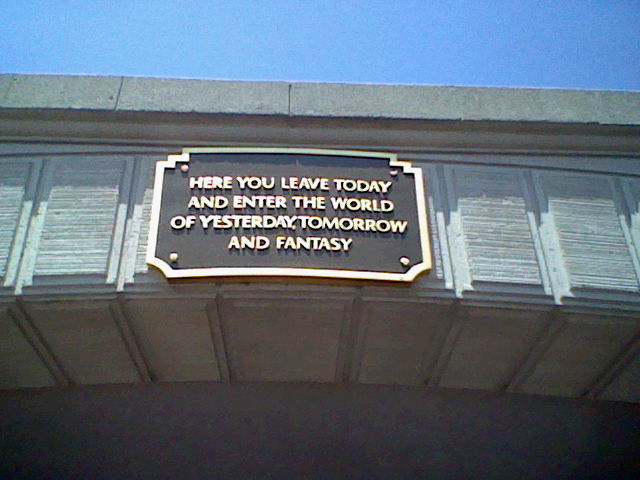 HERE YOU LEAVE TODAY
AND ENTER THE WORLD
OF YESTERDAY, TOMORROW
AND FANTASY